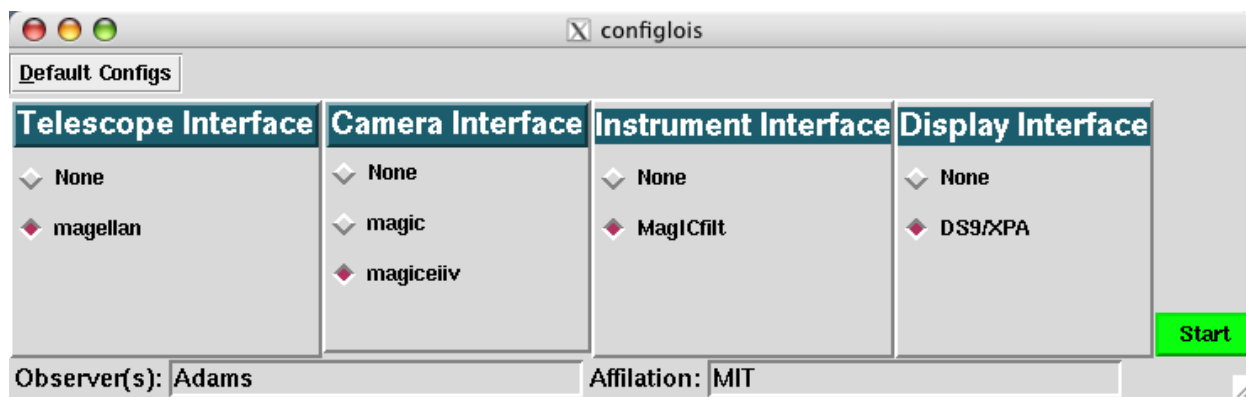 configlois
Default Configs
Telescope Interface
None
magellan
Camera Interface
None
magic
magiceiiv
Instrument Interface
None
MagICfilt
Display Interface
None
DS9/XPA
Start
Observer(s): Adams
Affilation: MIT